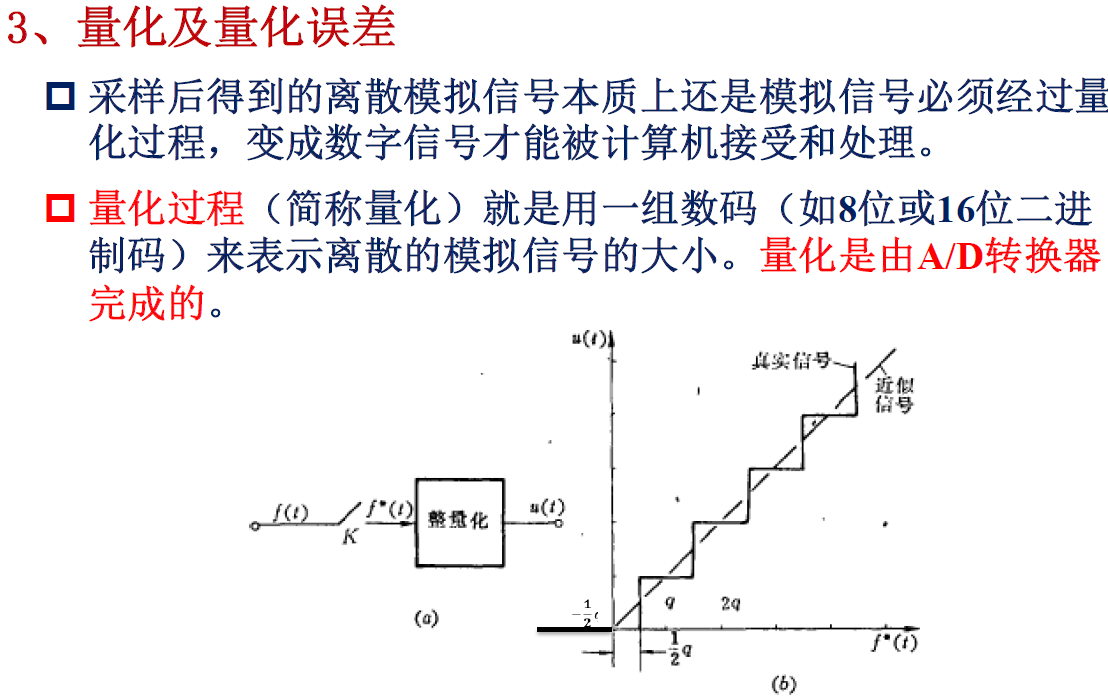 3、量化及量化误差
采样后得到的离散模拟信号本质上还是模拟信号必须经过量
化过程，变成数字信号才能被计算机接受和处理。
量化过程（简称量化）就是用一组数码（如8位或16位二进
制码）来表示离散的模拟信号的大小。量化是由A/D转换器
完成的。
u(t)
真实信号
近似
信号
f(t)
K
f*(t)
整量化
u(t)
(a)
-1/2
q
2q
1/2q
f*(t)
(b)